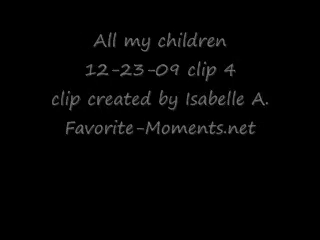 All my children
12-23-09 clip 4
clip created by Isabelle A.
Favorite-Moments.net